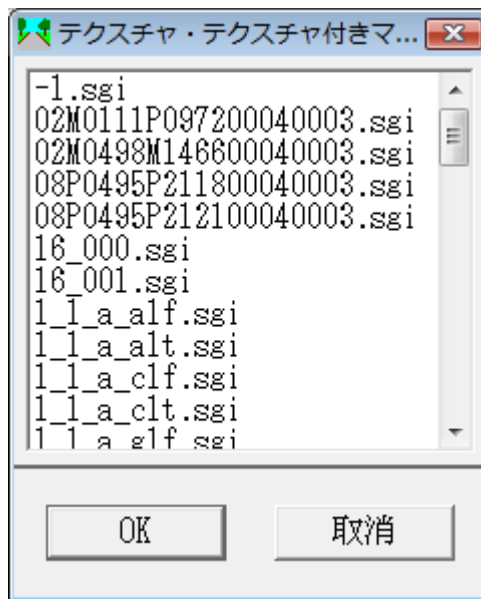 テクスチャ・テクスチャ付きマ...
-1.sgi
02M0111P097200040003.sgi
02M0498M146600040003.sgi
08P0495P211800040003.sgi
08P0495P212100040003.sgi
16_000.sgi
16_001.sgi
1_1_a_alf.sgi
1_1_a_alt.sgi
1_1_a_clf.sgi
1_1_a_clt.sgi
1_1_a_glf.sgi
OK
取消